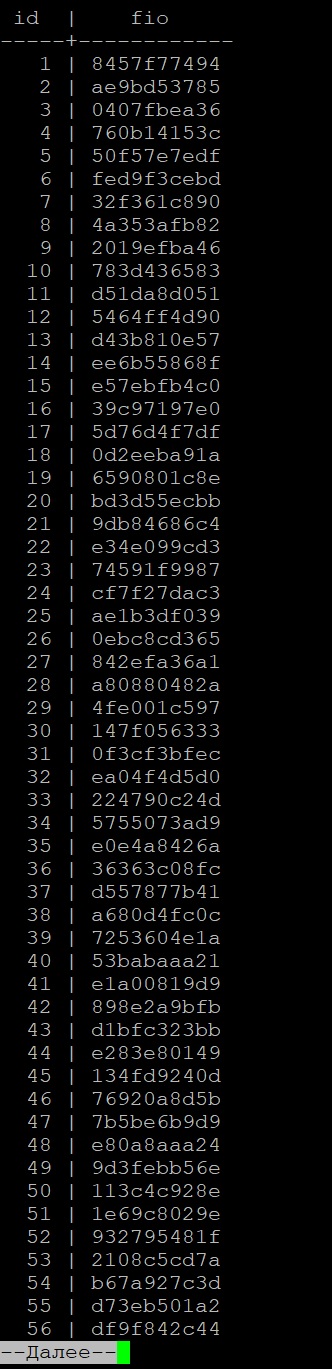 id  |    fio
-----+------------
   1 | 8457f77494
   2 | ae9bd53785
   3 | 0407fbea36
   4 | 760b14153c
   5 | 50f57e7edf
   6 | fed9f3cebd
   7 | 32f361c890
   8 | 4a353afb82
   9 | 2019efba46
  10 | 783d436583
  11 | d51da8d051
  12 | 5464ff4d90
  13 | d43b810e57
  14 | ee6b55868f
  15 | e57ebfb4c0
  16 | 39c97197e0
  17 | 5d76d4f7df
  18 | 0d2eeba91a
  19 | 6590801c8e
  20 | bd3d55ecbb
  21 | 9db84686c4
  22 | e34e099cd3
  23 | 74591f9987
  24 | cf7f27dac3
  25 | ae1b3df039
  26 | 0ebc8cd365
  27 | 842efa36a1
  28 | a80880482a
  29 | 4fe001c597
  30 | 147f056333
  31 | 0f3cf3bfec
  32 | ea04f4d5d0
  33 | 224790c24d
  34 | 5755073ad9
  35 | e0e4a8426a
  36 | 36363c08fc
  37 | d557877b41
  38 | a680d4fc0c
  39 | 7253604e1a
  40 | 53babaaa21
  41 | e1a00819d9
  42 | 898e2a9bfb
  43 | d1bfc323bb
  44 | e283e80149
  45 | 134fd9240d
  46 | 76920a8d5b
  47 | 7b5be6b9d9
  48 | e80a8aaa24
  49 | 9d3febb56e
  50 | 113c4c928e
  51 | 1e69c8029e
  52 | 932795481f
  53 | 2108c5cd7a
  54 | b67a927c3d
  55 | d73eb501a2
  56 | df9f842c44
--Далее--